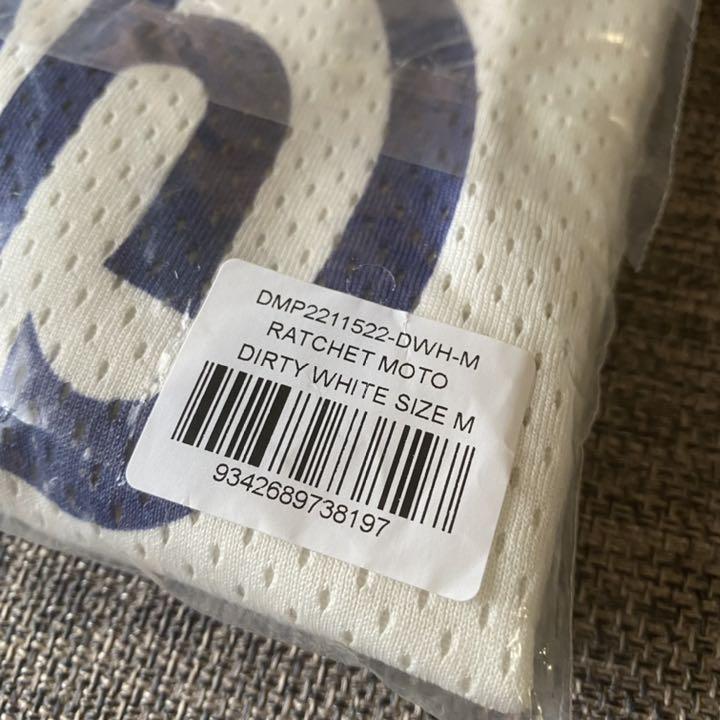 DMP2211522-DWH-M
RATCHET MOTO
DIRTY WHITE SIZE M
9342689738197